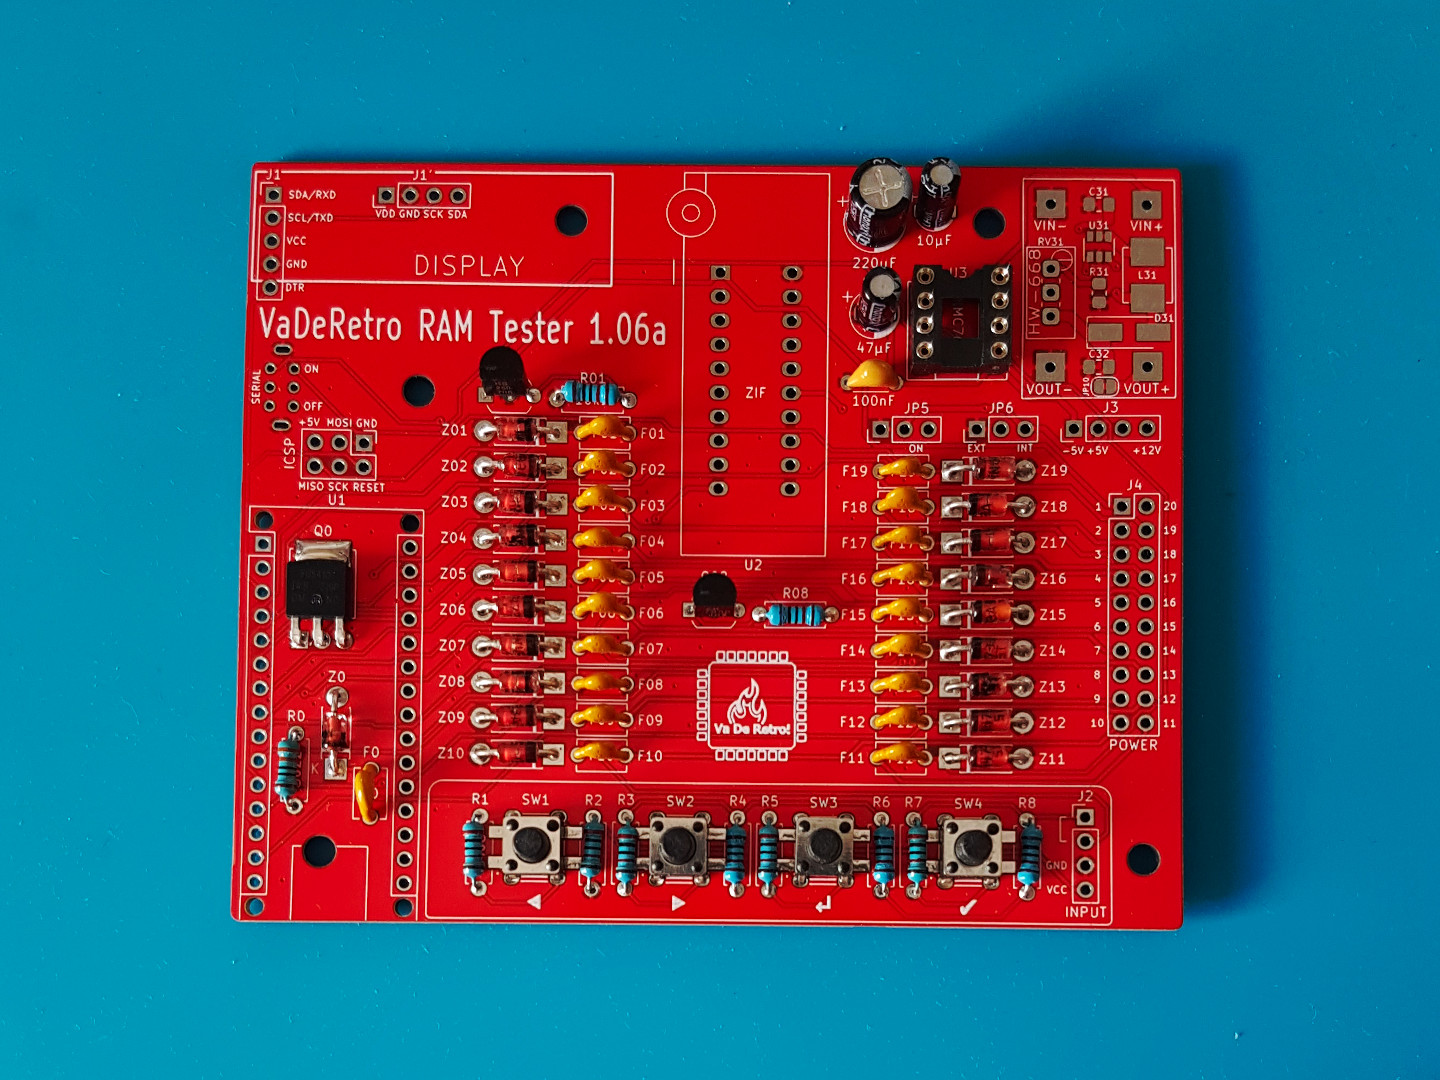 J1
J1'
SDA/RXD
SCL/TXD
VCC
GND
DTR
VDD GND SCK SDA
DISPLAY
VaDeRetro RAM Tester 1.06a
SERIAL
ON
OFF
+5V MOSI GND
ICSP
MISO SCK RESET
U1
Q0
Z0
R0
K
F0
R01
Z01
F01
Z02
F02
Z03
F03
Z04
F04
Z05
F05
Z06
F06
Z07
F07
Z08
F08
Z09
F09
Z10
F10
ZIF
U2
R08
Va De Retro!
220µF
10µF
47µF
100nF
U3
MC7
C31
VIN-
VIN+
U31
RV31
HW-668
R31
L31
D31
C32
JP10
VOUT-
VOUT+
JP5
ON
JP6
EXT
INT
J3
-5V +5V
+12V
F19
Z19
F18
Z18
F17
Z17
F16
Z16
F15
Z15
F14
Z14
F13
Z13
F12
Z12
F11
Z11
J4
1
20
2
19
3
18
4
17
5
16
6
15
7
14
8
13
9
12
10
11
POWER
R1
SW1
R2
R3
SW2
R4
R5
SW3
R6
R7
SW4
R8
J2
GND
VCC
INPUT